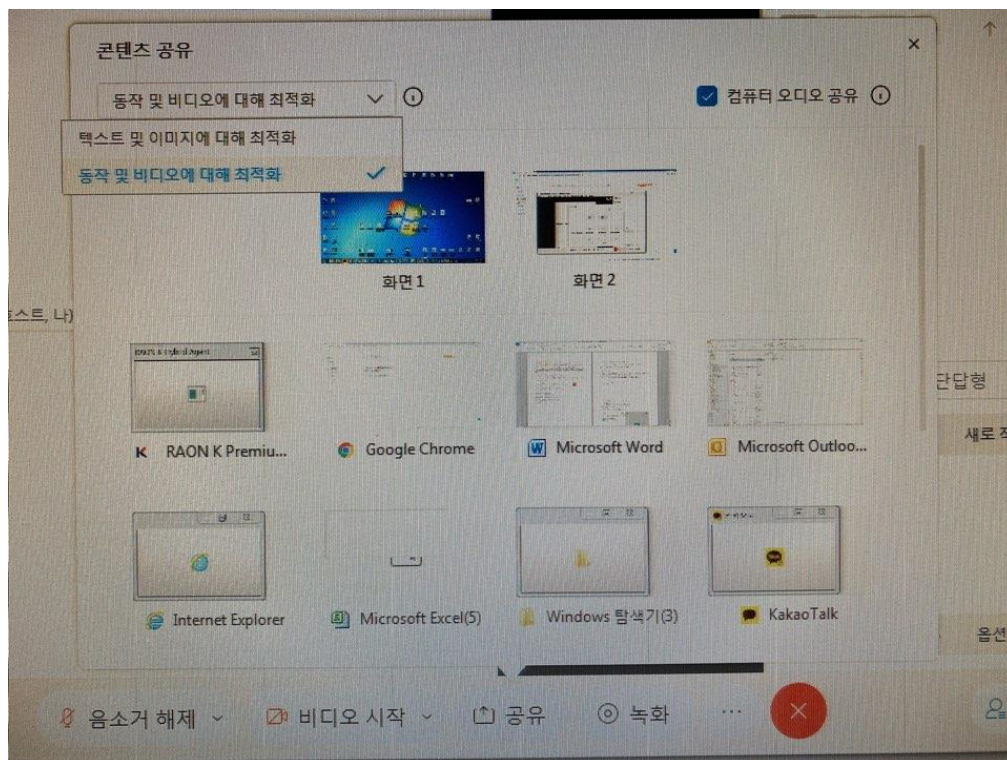 콘텐츠 공유
동작 및 비디오에 대해 최적화
컴퓨터 오디오 공유
텍스트 및 이미지에 대해 최적화
동작 및 비디오에 대해 최적화
화면 1
화면 2
호스트, 나)
단답형
새로
RAON K Premiu...
Google Chrome
Microsoft Word
Microsoft Outloo...
Internet Explorer
Microsoft Excel(5)
Windows 탐색기(3)
KakaoTalk
옵션
음소거 해제
비디오 시작
공유
녹화